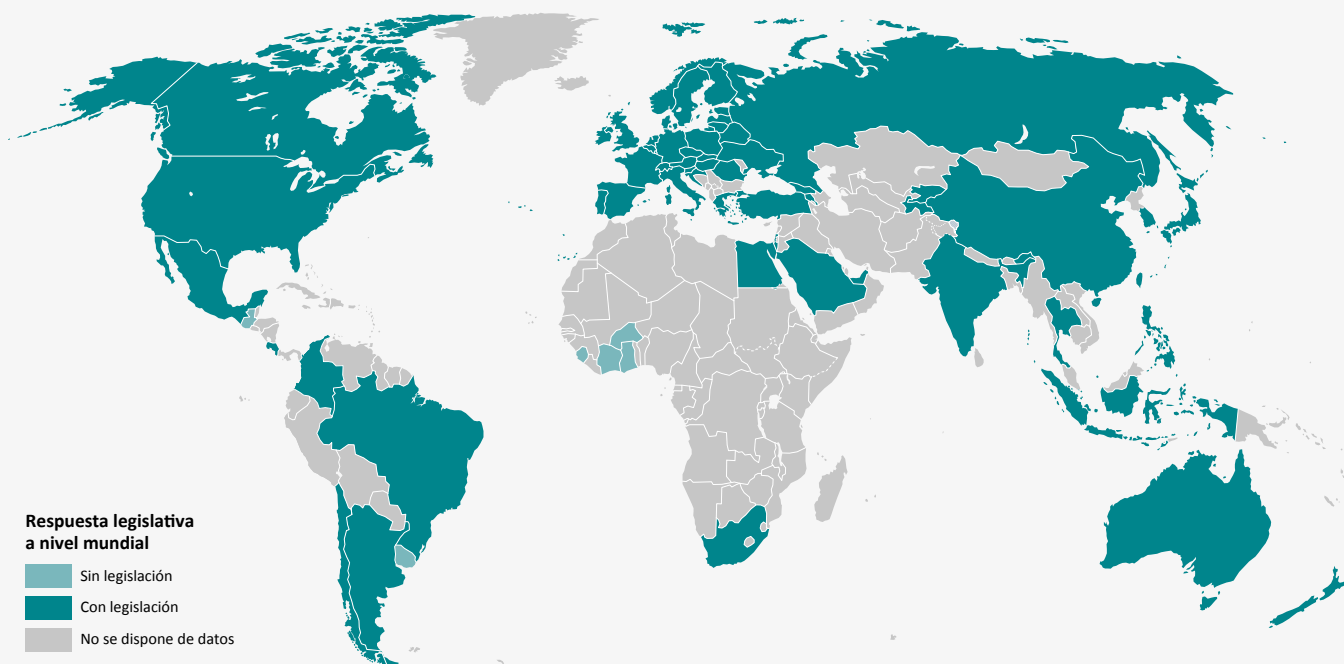 Respuesta legislativa
a nivel mundial
Sin legislación
Con legislación
No se dispone de datos